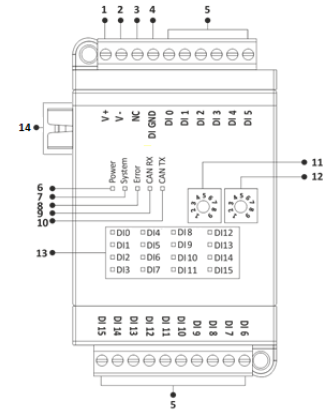 1 2 3 4 5
V+ V- NC DI GND DI 0 DI 1 DI 2 DI 3 DI 4 DI 5
14
Power System Error CAN RX CAN TX
6
7
8
9
10
11
12
13
DI0 DI4 DI8 DI12
DI1 DI5 DI9 DI13
DI2 DI6 DI10 DI14
DI3 DI7 DI11 DI15
DI 15 DI 14 DI 13 DI 12 DI 11 DI 10 DI 9 DI 8 DI 7 DI 6
5